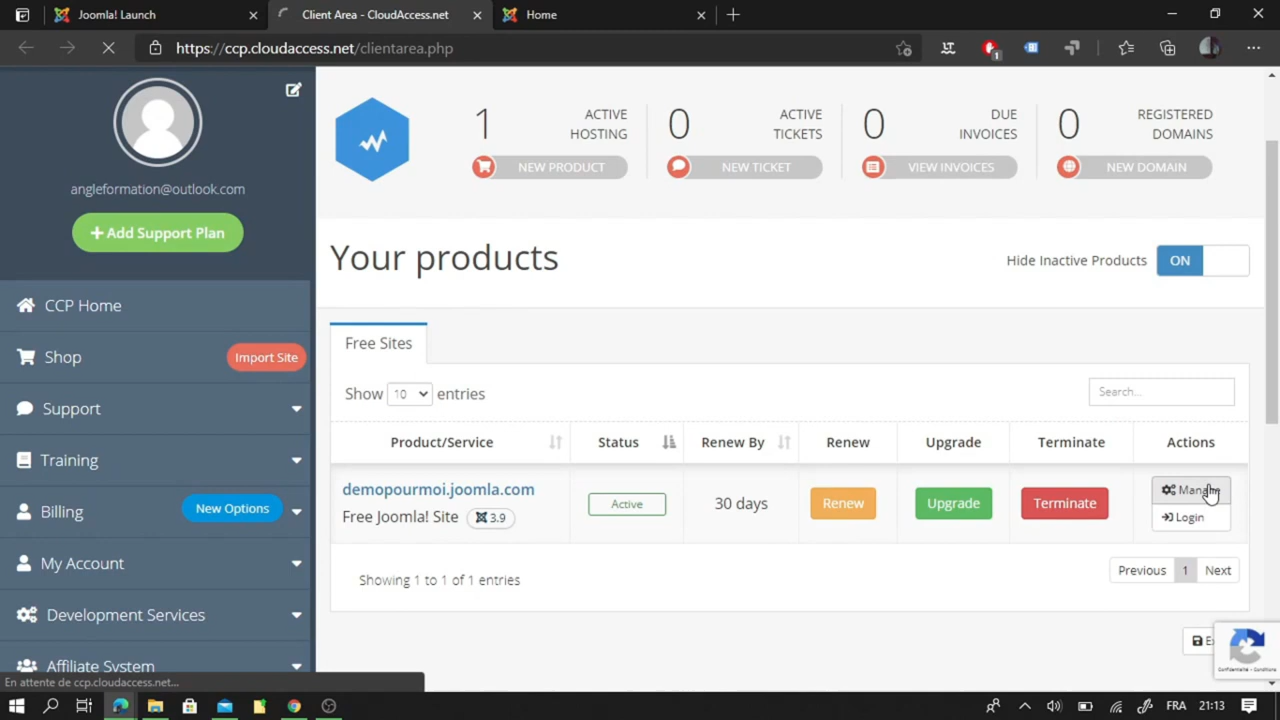 Joomla! Launch
Client Area - CloudAccess.net
Home
https://ccp.cloudaccess.net/clientarea.php
1
angleformation@outlook.com
+ Add Support Plan
CCP Home
Shop
Import Site
Support
Training
Billing
New Options
My Account
Development Services
Affiliate System
1
ACTIVE
HOSTING
NEW PRODUCT
0
ACTIVE
TICKETS
NEW TICKET
0
DUE
INVOICES
VIEW INVOICES
0
REGISTERED
DOMAINS
NEW DOMAIN
Your products
Hide Inactive Products
ON
Free Sites
Show 10 entries
Search...
Product/Service
Status
Renew By
Renew
Upgrade
Terminate
Actions
demopourmoi.joomla.com
Free Joomla! Site
3.9
Active
30 days
Renew
Upgrade
Terminate
Login
Showing 1 to 1 of 1 entries
Previous
1
Next
Confidentialité - Conditions
En attente de ccp.cloudaccess.net...
FRA
21:13